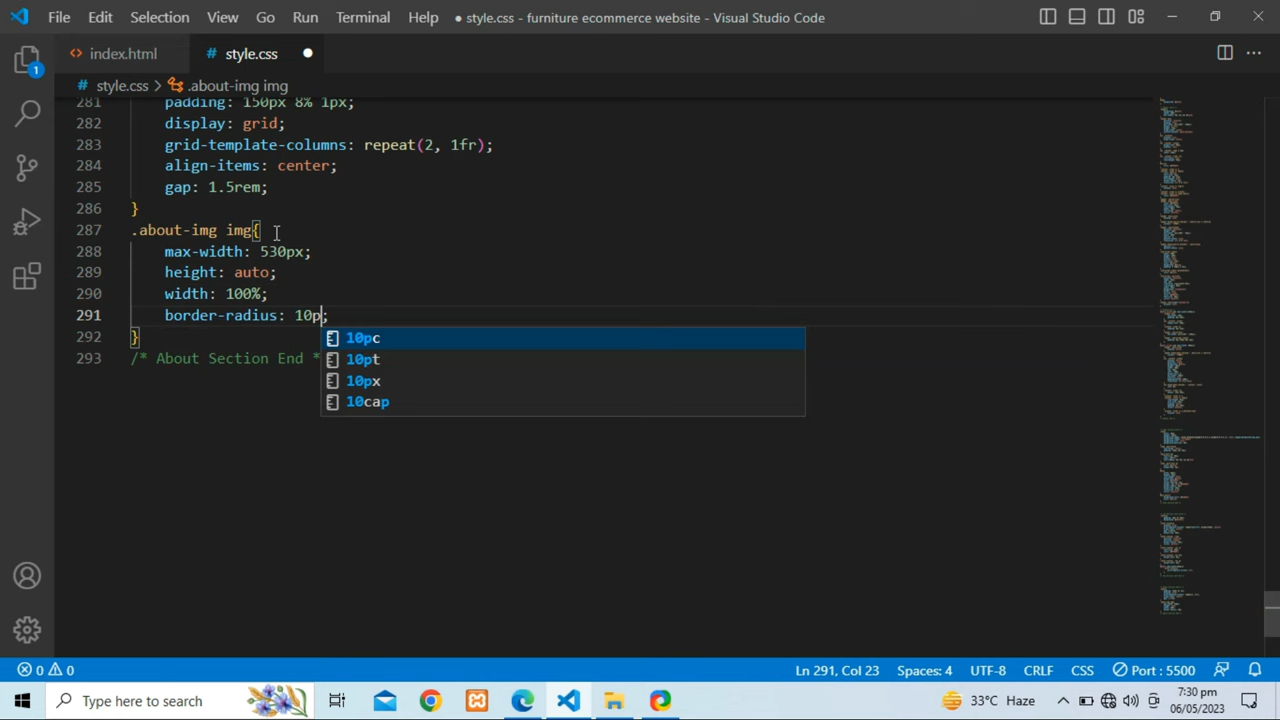 File Edit Selection View Go Run Terminal Help
● style.css - furniture ecommerce website - Visual Studio Code
<> index.html
# style.css ●
# style.css > .about-img img
1
281 padding: 150px 8% 1px;
282 display: grid;
283 grid-template-columns: repeat(2, 1fr);
284 align-items: center;
285 gap: 1.5rem;
286 }
287 .about-img img{
288 max-width: 530px;
289 height: auto;
290 width: 100%;
291 border-radius: 10p;
292 }
293 /* About Section End *
10pc
10pt
10px
10cap
0 0
Ln 291, Col 23 Spaces: 4 UTF-8 CRLF CSS Port : 5500
Type here to search
33°C Haze
7:30 pm
06/05/2023